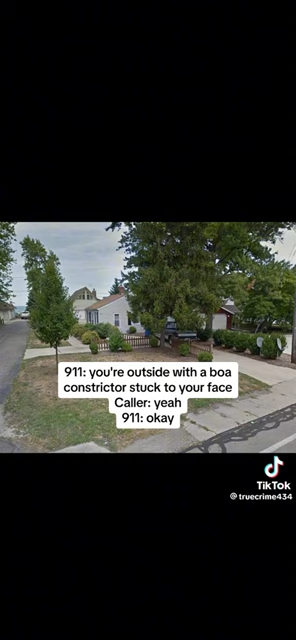 911: you're outside with a boa
constrictor stuck to your face
Caller: yeah
911: okay
TikTok
@truecrime434